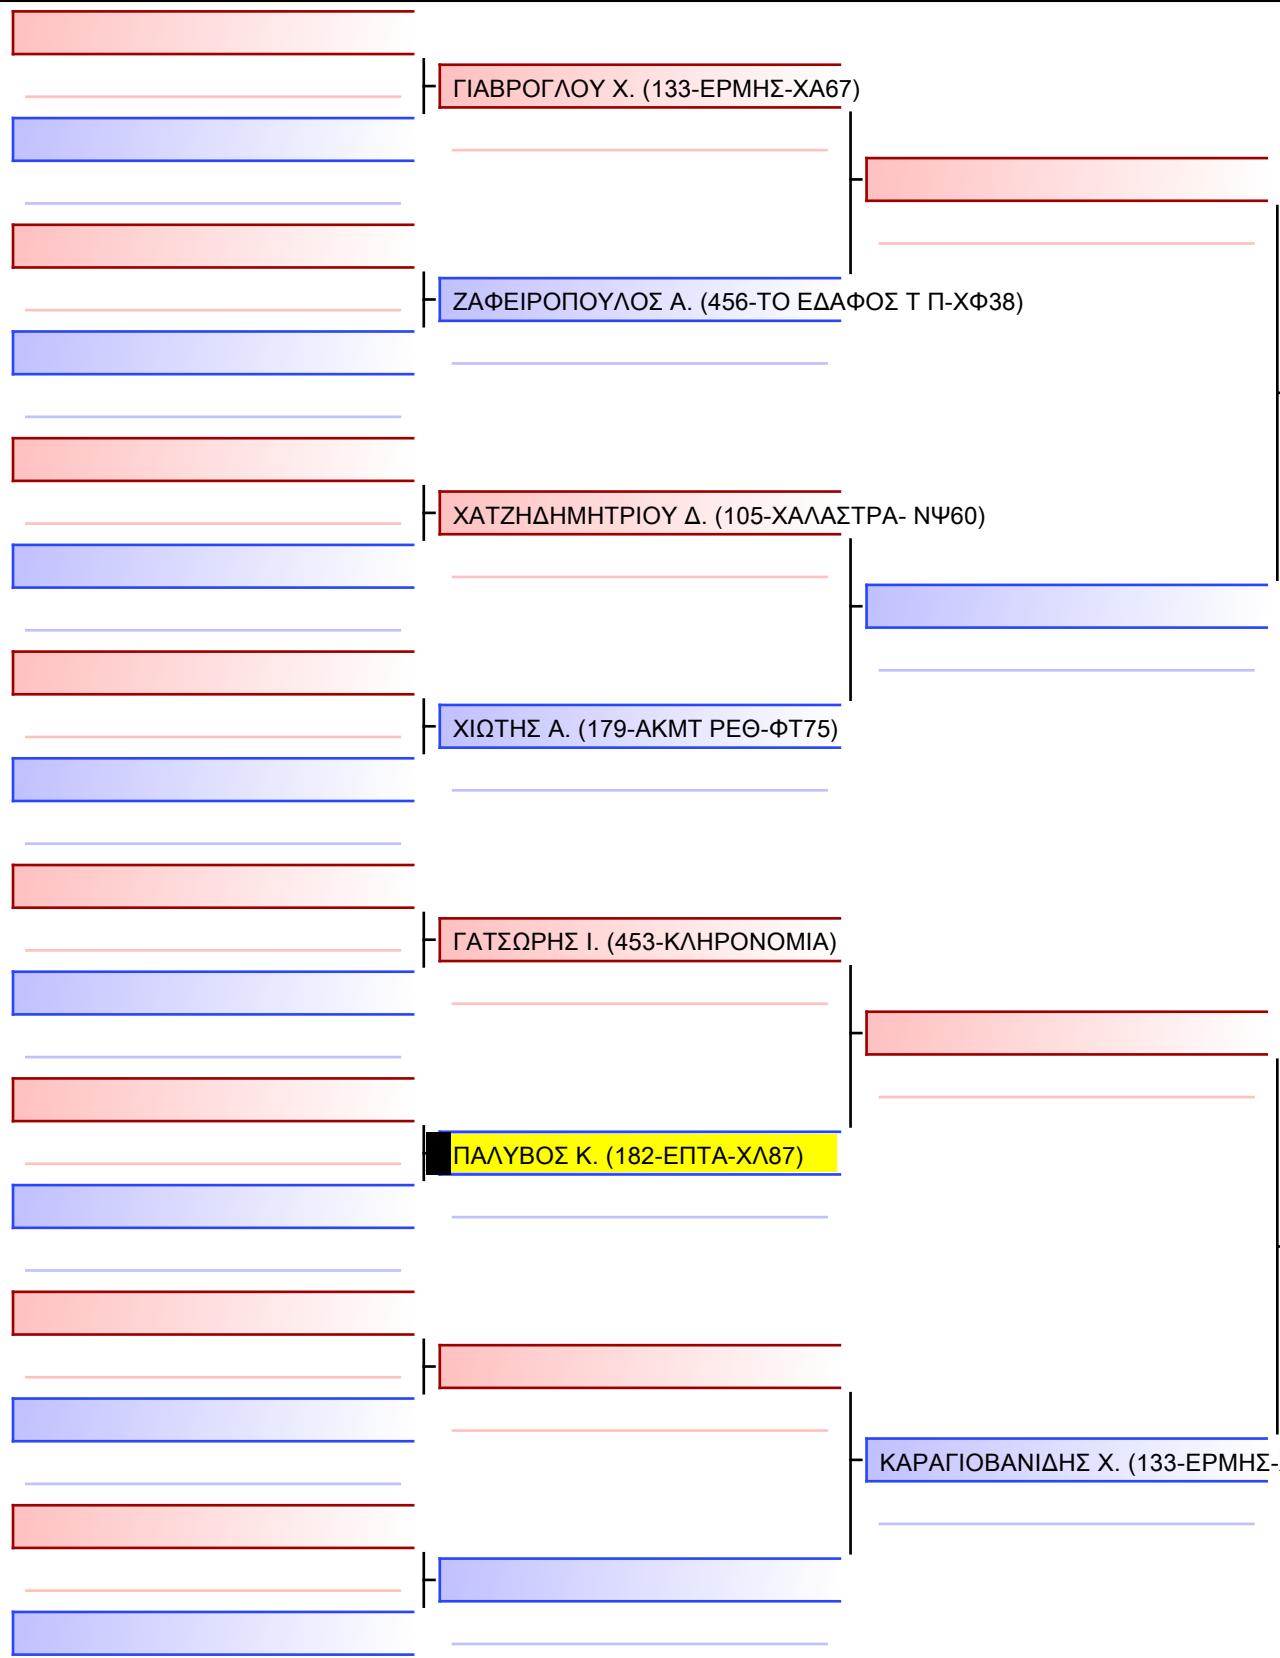 ΓΙΑΒΡΟΓΛΟΥ Χ. (133-ΕΡΜΗΣ-ΧΑ67)
ΖΑΦΕΙΡΟΠΟΥΛΟΣ Α. (456-ΤΟ ΕΔΑΦΟΣ Τ Π-ΧΦ38)
ΧΑΤΖΗΔΗΜΗΤΡΙΟΥ Δ. (105-ΧΑΛΑΣΤΡΑ- ΝΨ60)
ΧΙΩΤΗΣ Α. (179-ΑΚΜΤ ΡΕΘ-ΦΤ75)
ΓΑΤΣΩΡΗΣ Ι. (453-ΚΛΗΡΟΝΟΜΙΑ)
ΠΑΛΥΒΟΣ Κ. (182-ΕΠΤΑ-ΧΛ87)
ΚΑΡΑΓΙΟΒΑΝΙΔΗΣ Χ. (133-ΕΡΜΗΣ-